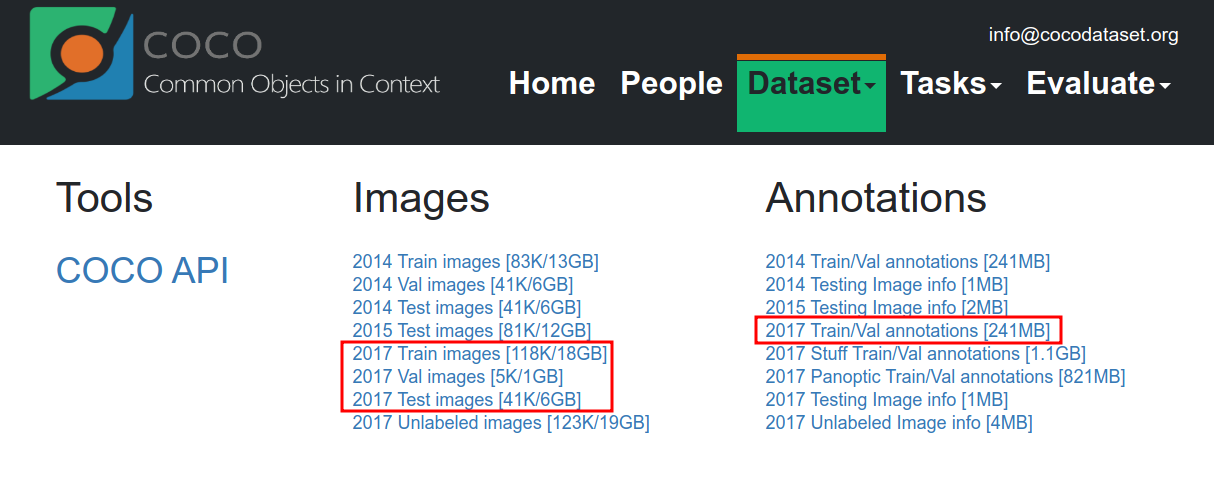 coco
Common Objects in Context
info@cocodataset.org
Home People Dataset Tasks Evaluate
Tools
COCO API
Images
2014 Train images [83K/13GB]
2014 Val images [41K/6GB]
2014 Test images [41K/6GB]
2015 Test images [81K/12GB]
2017 Train images [118K/18GB]
2017 Val images [5K/1GB]
2017 Test images [41K/6GB]
2017 Unlabeled images [123K/19GB]
Annotations
2014 Train/Val annotations [241MB]
2014 Testing Image info [1MB]
2015 Testing Image info [2MB]
2017 Train/Val annotations [241MB]
2017 Stuff Train/Val annotations [1.1GB]
2017 Panoptic Train/Val annotations [821MB]
2017 Testing Image info [1MB]
2017 Unlabeled Image info [4MB]